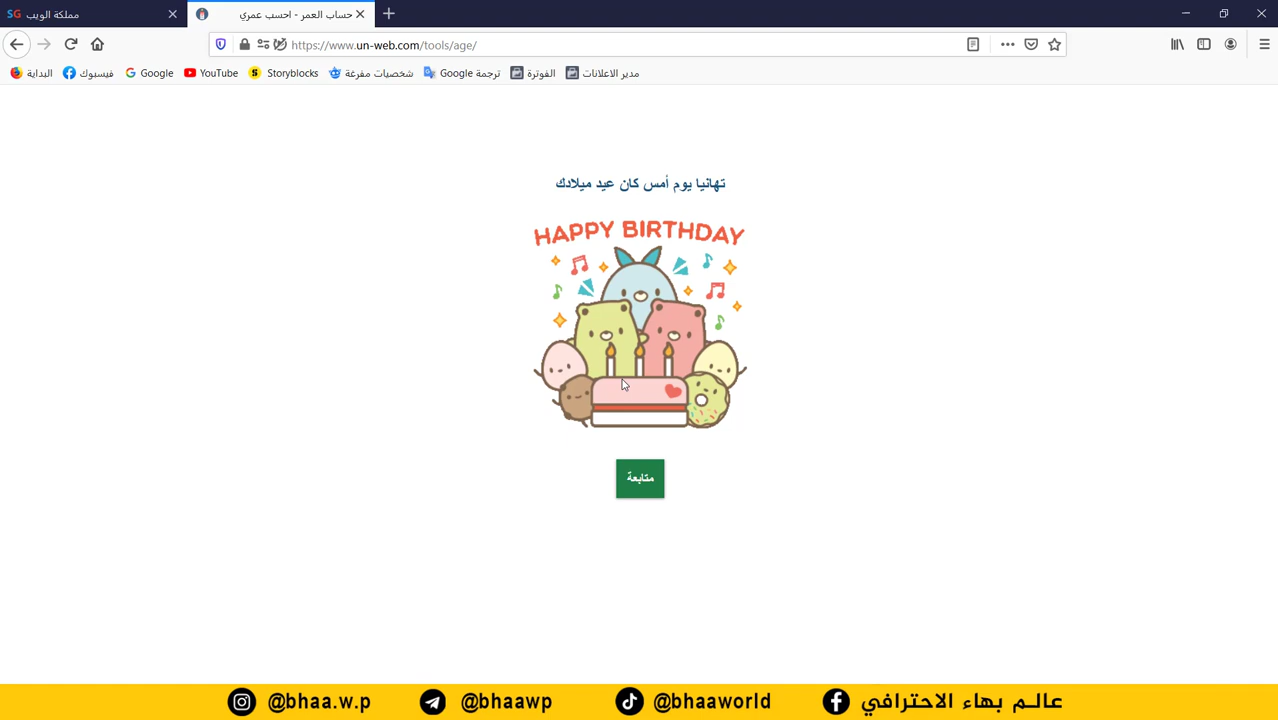 SG مملكة الويب
حساب العمر - احسب عمري
https://www.un-web.com/tools/age/
البداية
فيسبوك
Google
YouTube
Storyblocks
شخصيات مفرغة
ترجمة Google
الفوترة
مدير الاعلانات
تهانيا يوم أمس كان عيد ميلادك
HAPPY BIRTHDAY
متابعة
@bhaa.w.p @bhaawp @bhaaworld عالم بهاء الاحترافي